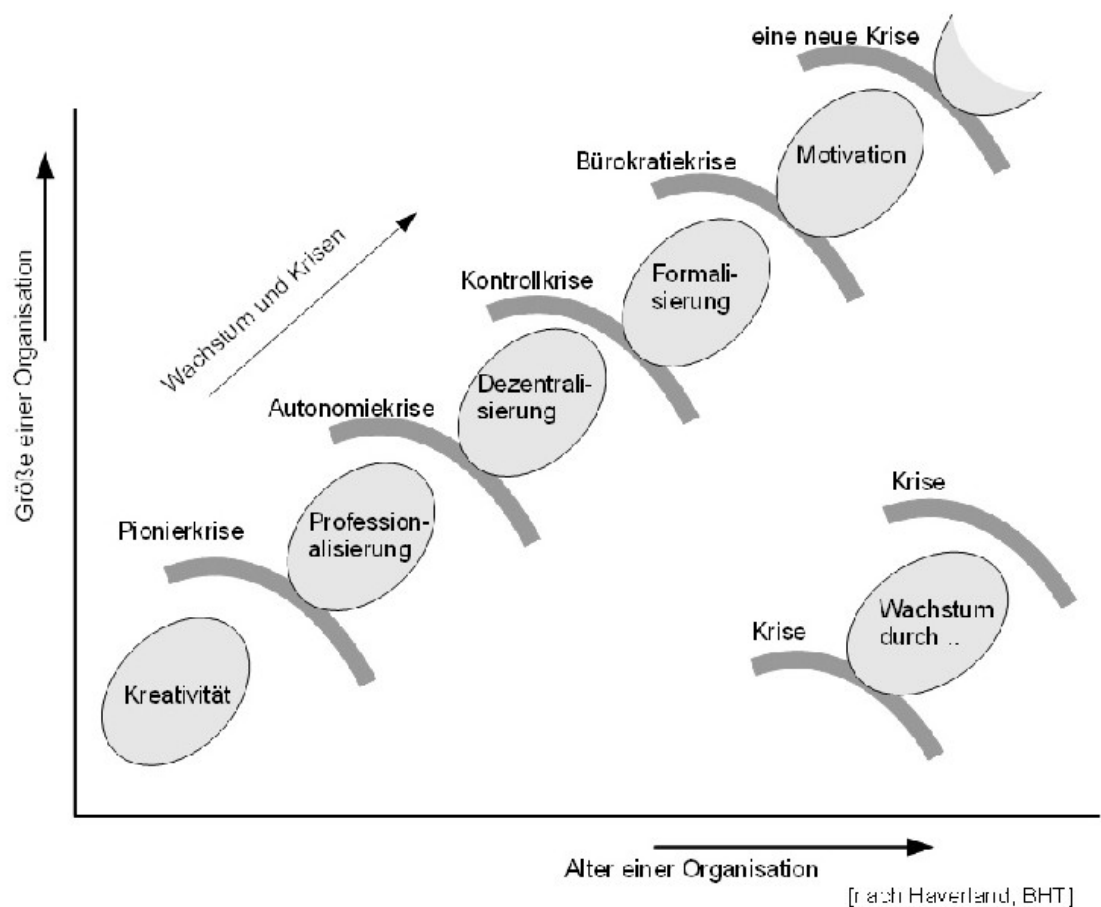 eine neue Krise
Motivation
Bürokratiekrise
Formali-
sierung
Kontrollkrise
Dezentrali-
sierung
Autonomiekrise
Profession-
alisierung
Pionierkrise
Kreativität
Wachstum und Krisen
Größe einer Organisation
Krise
Wachstum
durch ..
Krise
Alter einer Organisation
[nach Haverland, BHT]